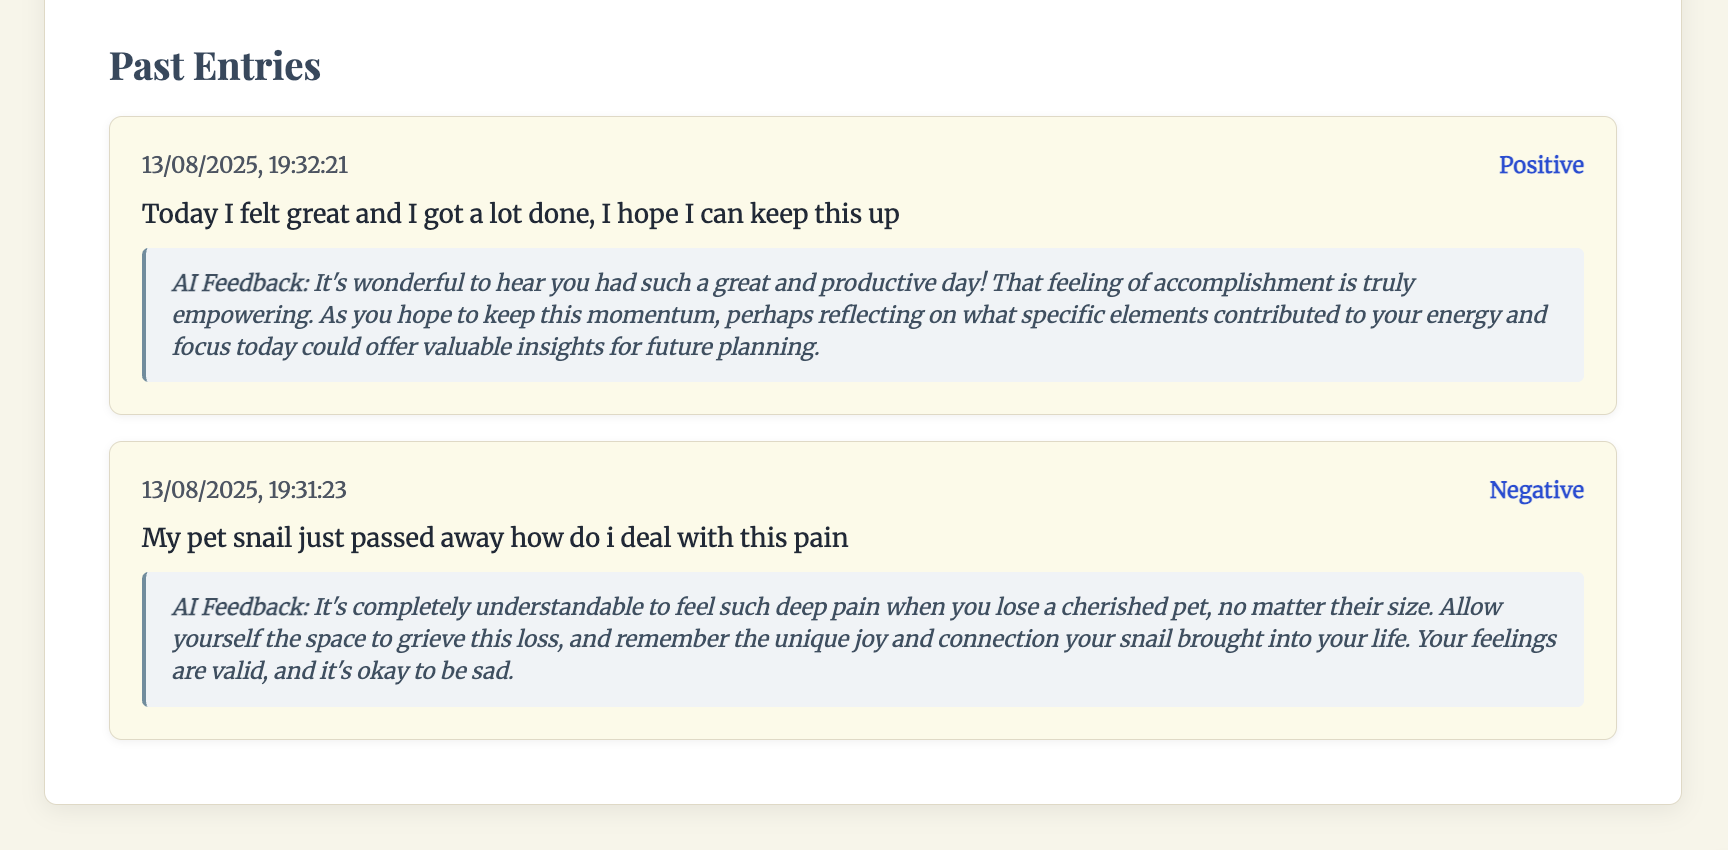 Past Entries
13/08/2025, 19:32:21
Positive
Today I felt great and I got a lot done, I hope I can keep this up
AI Feedback: It's wonderful to hear you had such a great and productive day! That feeling of accomplishment is truly
empowering. As you hope to keep this momentum, perhaps reflecting on what specific elements contributed to your energy and
focus today could offer valuable insights for future planning.
13/08/2025, 19:31:23
Negative
My pet snail just passed away how do i deal with this pain
AI Feedback: It's completely understandable to feel such deep pain when you lose a cherished pet, no matter their size. Allow
yourself the space to grieve this loss, and remember the unique joy and connection your snail brought into your life. Your feelings
are valid, and it's okay to be sad.